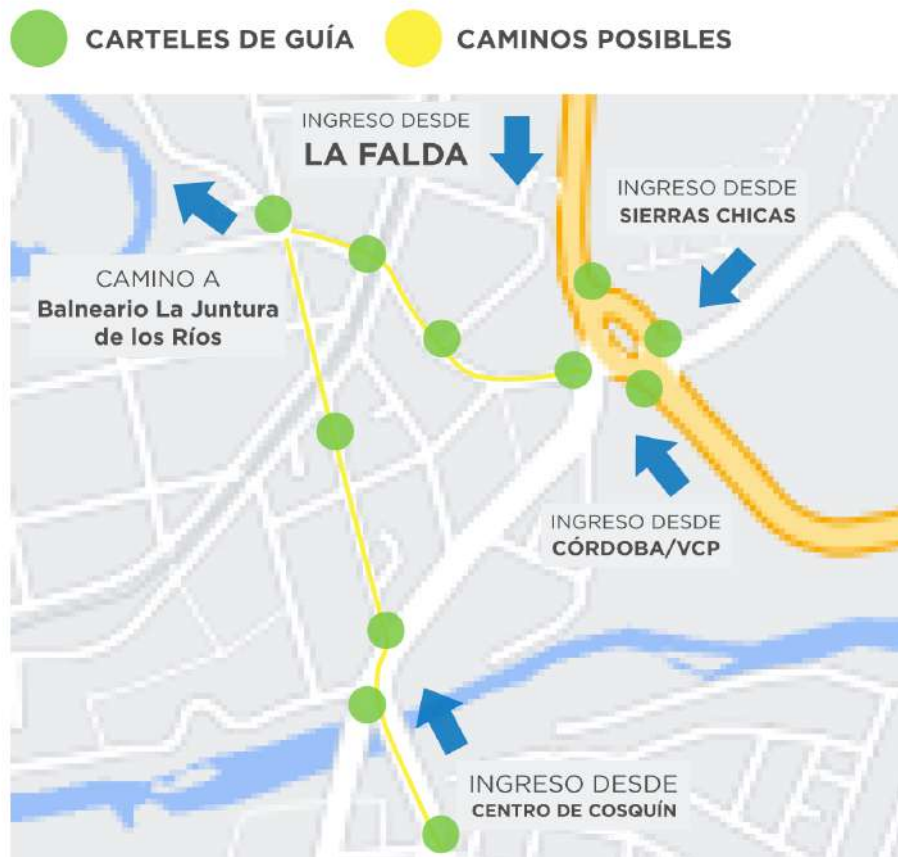 CARTELES DE GUÍA
CAMINOS POSIBLES
INGRESO DESDE
LA FALDA
INGRESO DESDE
SIERRAS CHICAS
CAMINO A
Balneario La Juntura
de los Ríos
INGRESO DESDE
CÓRDOBA/VCP
INGRESO DESDE
CENTRO DE COSQUÍN